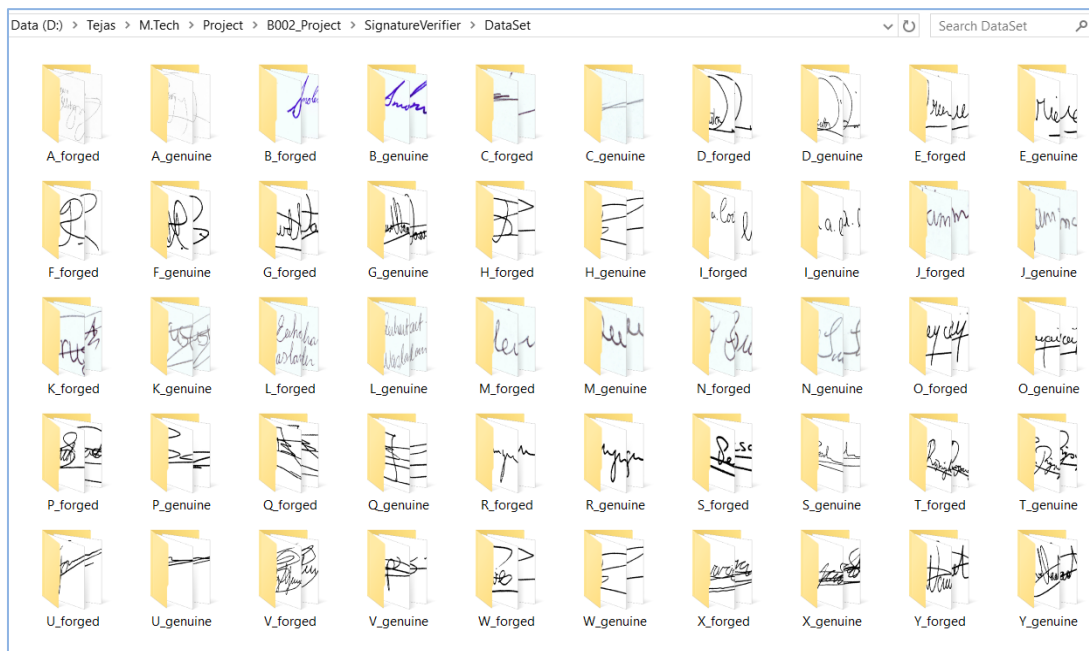 Data (D:) > Tejas > M.Tech > Project > B002_Project > SignatureVerifier > DataSet
Search DataSet
A_forged A_genuine B_forged B_genuine C_forged C_genuine D_forged D_genuine E_forged E_genuine
F_forged F_genuine G_forged G_genuine H_forged H_genuine I_forged I_genuine J_forged J_genuine
K_forged K_genuine L_forged L_genuine M_forged M_genuine N_forged N_genuine O_forged O_genuine
P_forged P_genuine Q_forged Q_genuine R_forged R_genuine S_forged S_genuine T_forged T_genuine
U_forged U_genuine V_forged V_genuine W_forged W_genuine X_forged X_genuine Y_forged Y_genuine